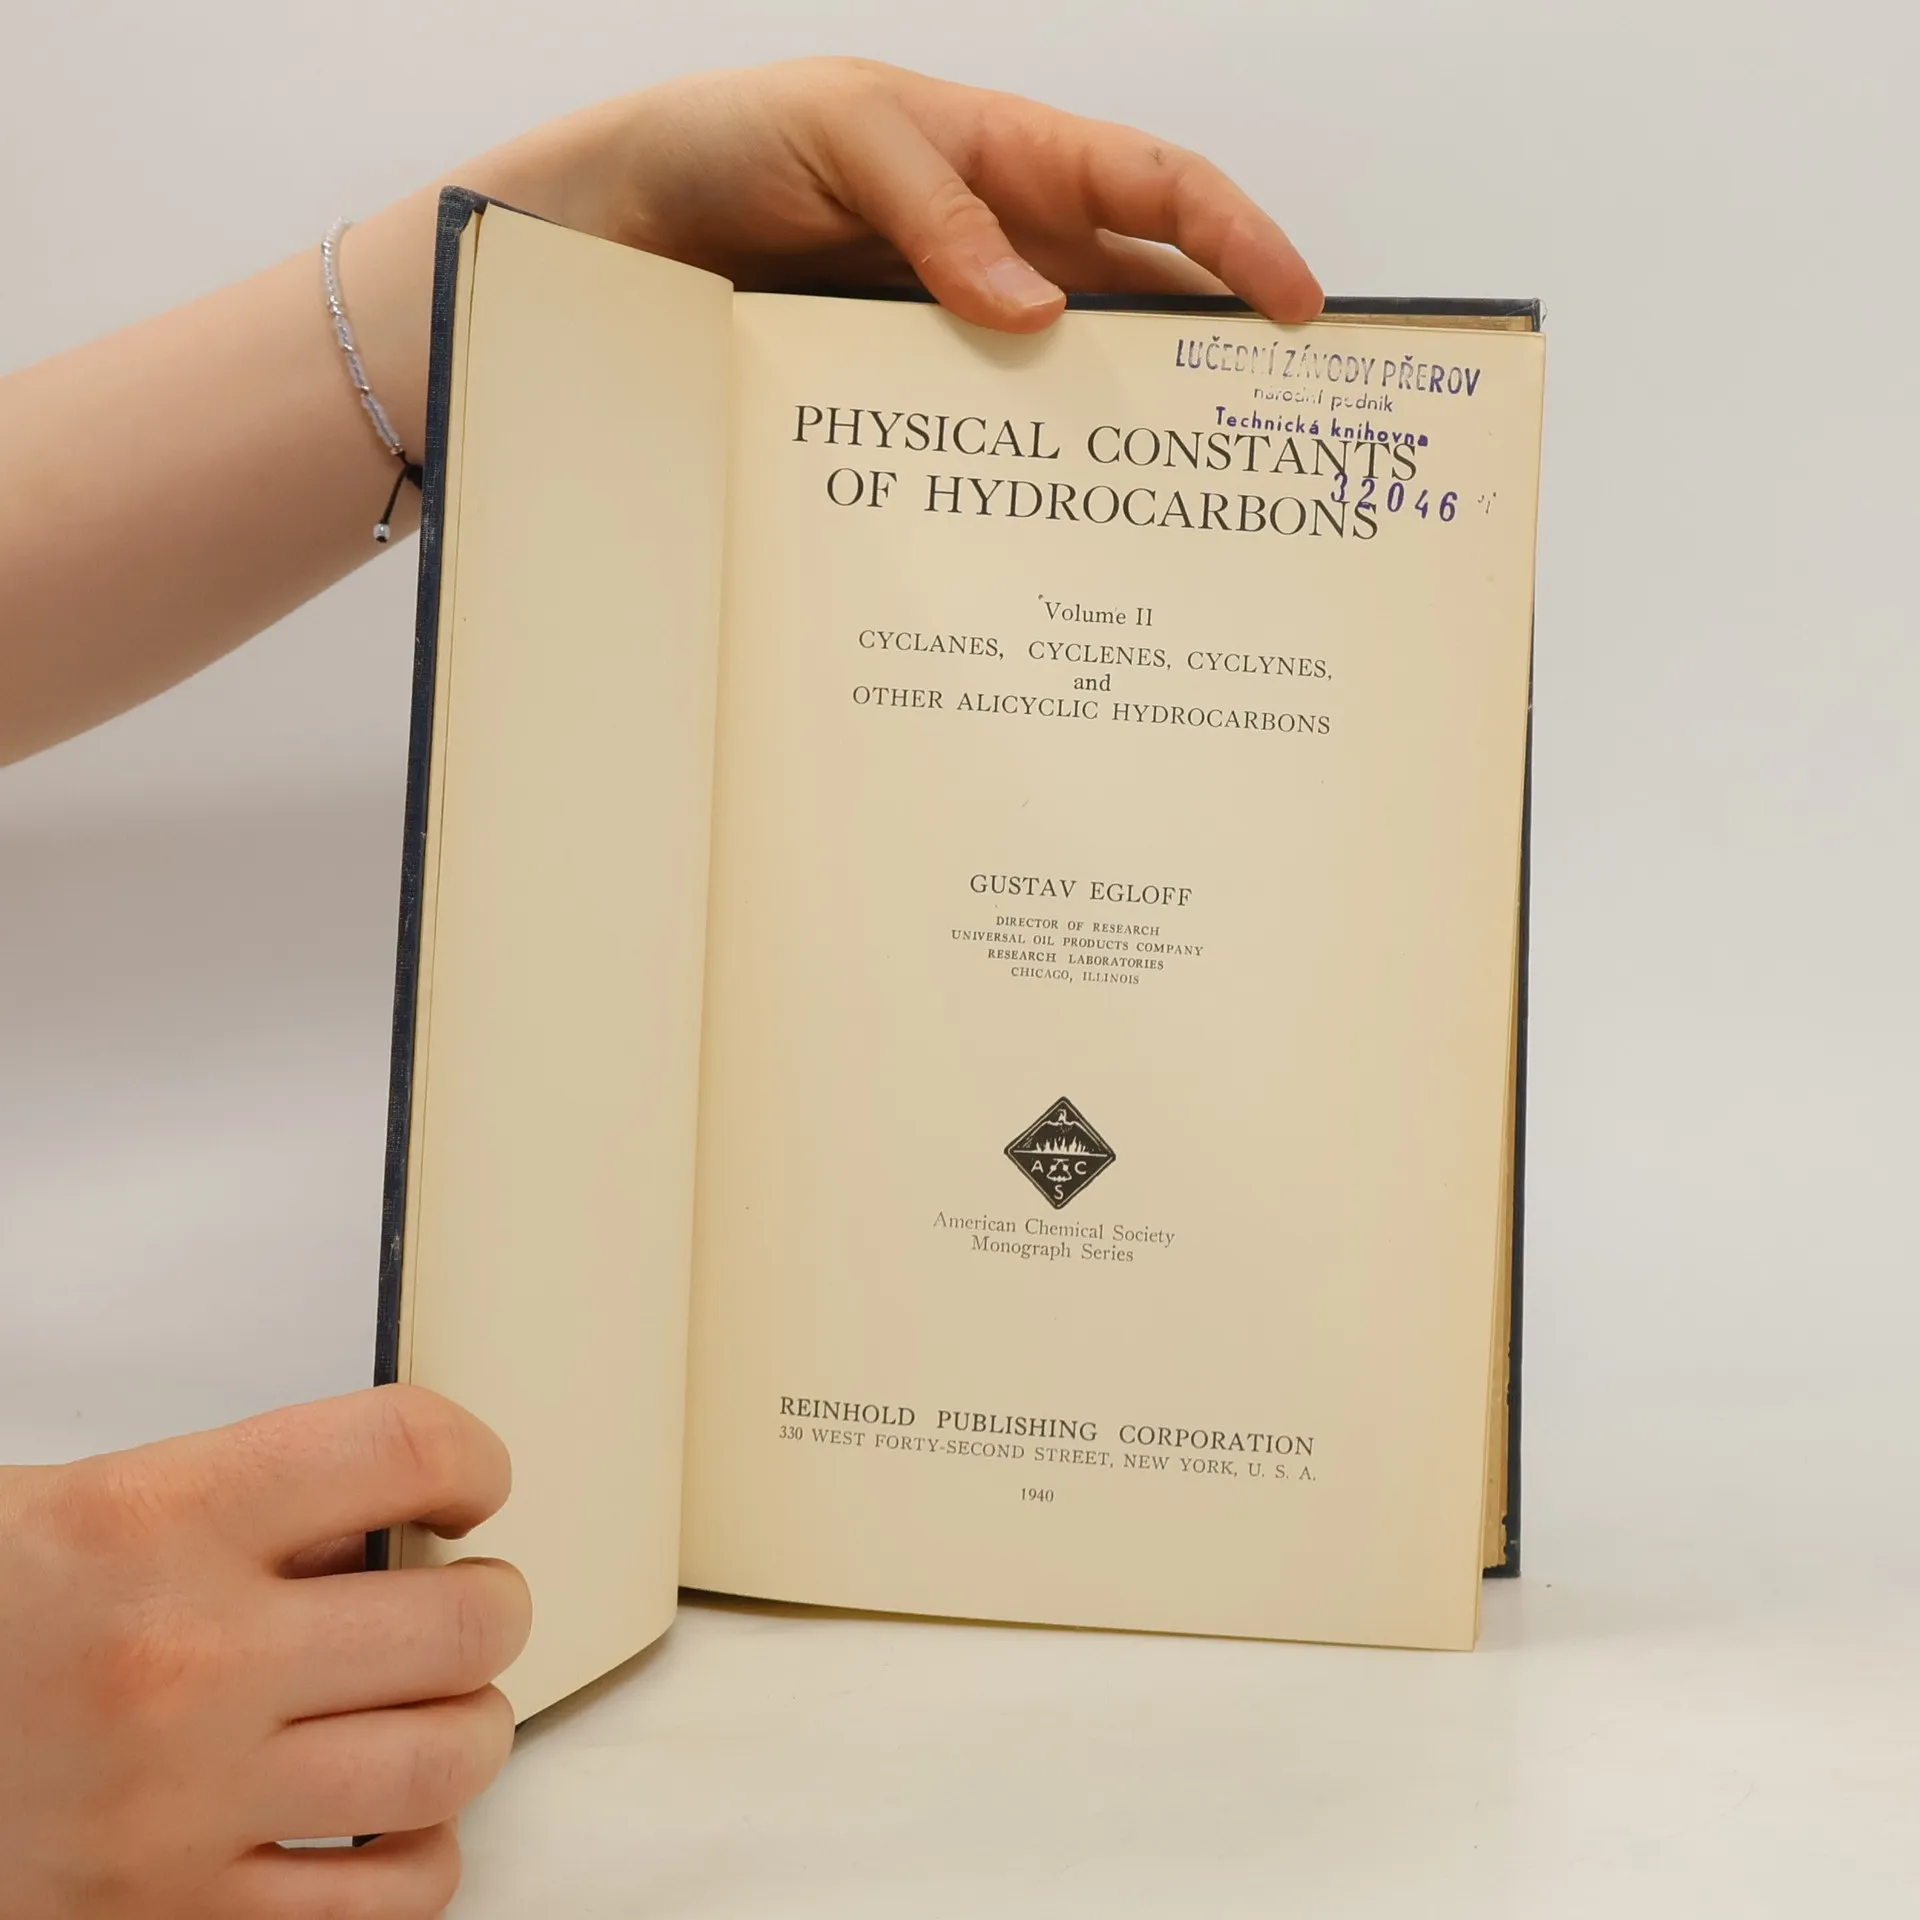 LUČEBNÍ ZÁVODY PŘEROV
národní podnik
Technická knihovna
PHYSICAL CONSTANTS
OF HYDROCARBONS
32046
Volume II
CYCLANES, CYCLENES, CYCLYNES,
and
OTHER ALICYCLIC HYDROCARBONS
GUSTAV EGLOFF
DIRECTOR OF RESEARCH
UNIVERSAL OIL PRODUCTS COMPANY
RESEARCH LABORATORIES
CHICAGO, ILLINOIS
A C
S
American Chemical Society
Monograph Series
REINHOLD PUBLISHING CORPORATION
330 WEST FORTY-SECOND STREET, NEW YORK, U. S. A.
1940